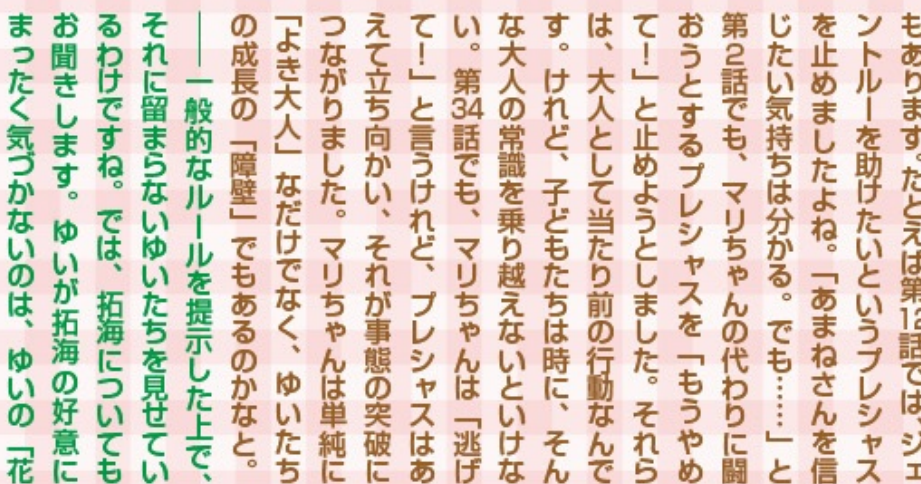 もあります。たとえば第17話では、ジェ
ントルーを助けたいというプレシャス
を止めましたよね。「あまねさんを信
じたい気持ちは分かる。でも……」と
第2話でも、マリちゃんの代わりに闘
おうとするプレシャスを「もうやめ
て！」と止めようとしました。それら
は、大人として当たり前の行動なんで
す。けれど、子どもたちは時に、そん
な大人の常識を乗り越えないといけな
い。第34話でも、マリちゃんは「逃げ
て！」と言うけれど、プレシャスはあ
えて立ち向かい、それが事態の突破に
つながりました。マリちゃんは単純に
「よき大人」なだけでなく、ゆいたち
の成長の「障壁」でもあるのかなと。
――一般的なルールを提示した上で、
それに留まらないゆいたちを見せてい
るわけですね。では、拓海についても
お聞きします。ゆいが拓海の好意に
まったく気づかないのは、ゆいの「花